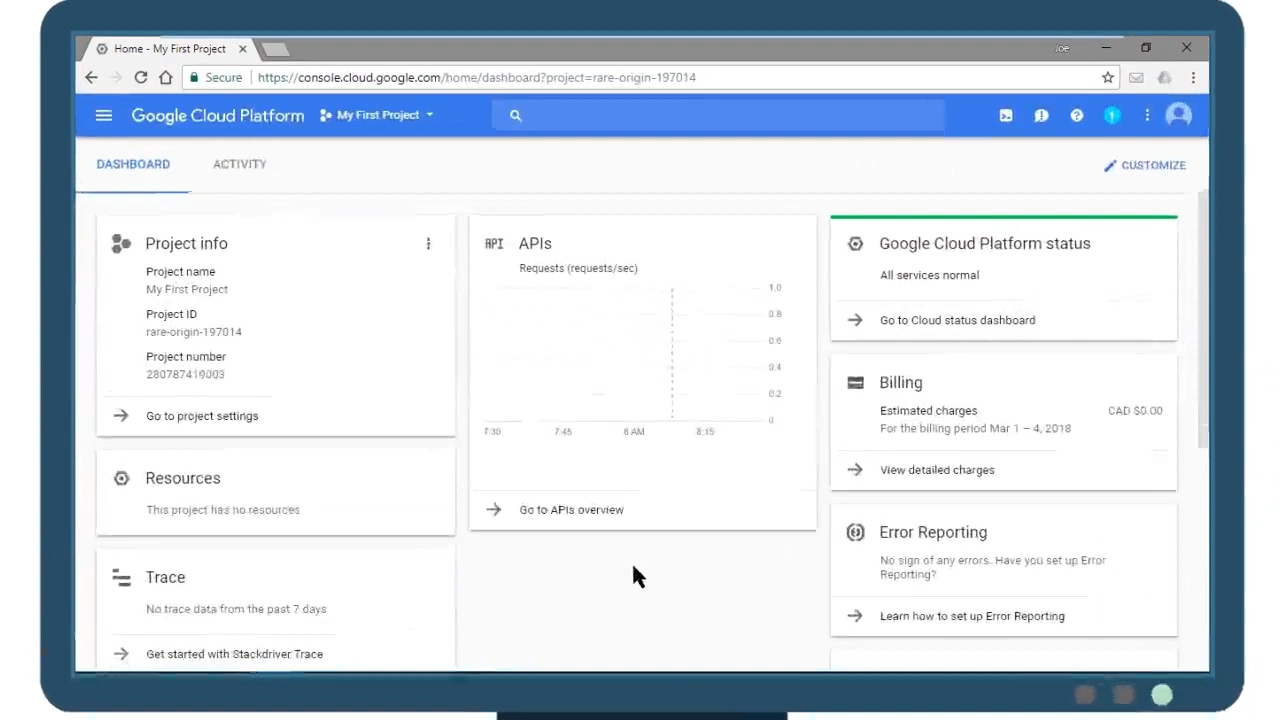 Home - My First Project
Joe
Secure
https://console.cloud.google.com/home/dashboard?project=rare-origin-197014
Google Cloud Platform
My First Project
DASHBOARD
ACTIVITY
CUSTOMIZE
Project info
Project name
My First Project
Project ID
rare-origin-197014
Project number
280787419003
Go to project settings
Resources
This project has no resources
Trace
No trace data from the past 7 days
Get started with Stackdriver Trace
API
APIs
Requests (requests/sec)
1.0
0.8
0.6
0.4
0.2
0
7:30
7:45
8 AM
8:15
Go to APIs overview
Google Cloud Platform status
All services normal
Go to Cloud status dashboard
Billing
Estimated charges
CAD $0.00
For the billing period Mar 1 – 4, 2018
View detailed charges
Error Reporting
No sign of any errors. Have you set up Error
Reporting?
Learn how to set up Error Reporting